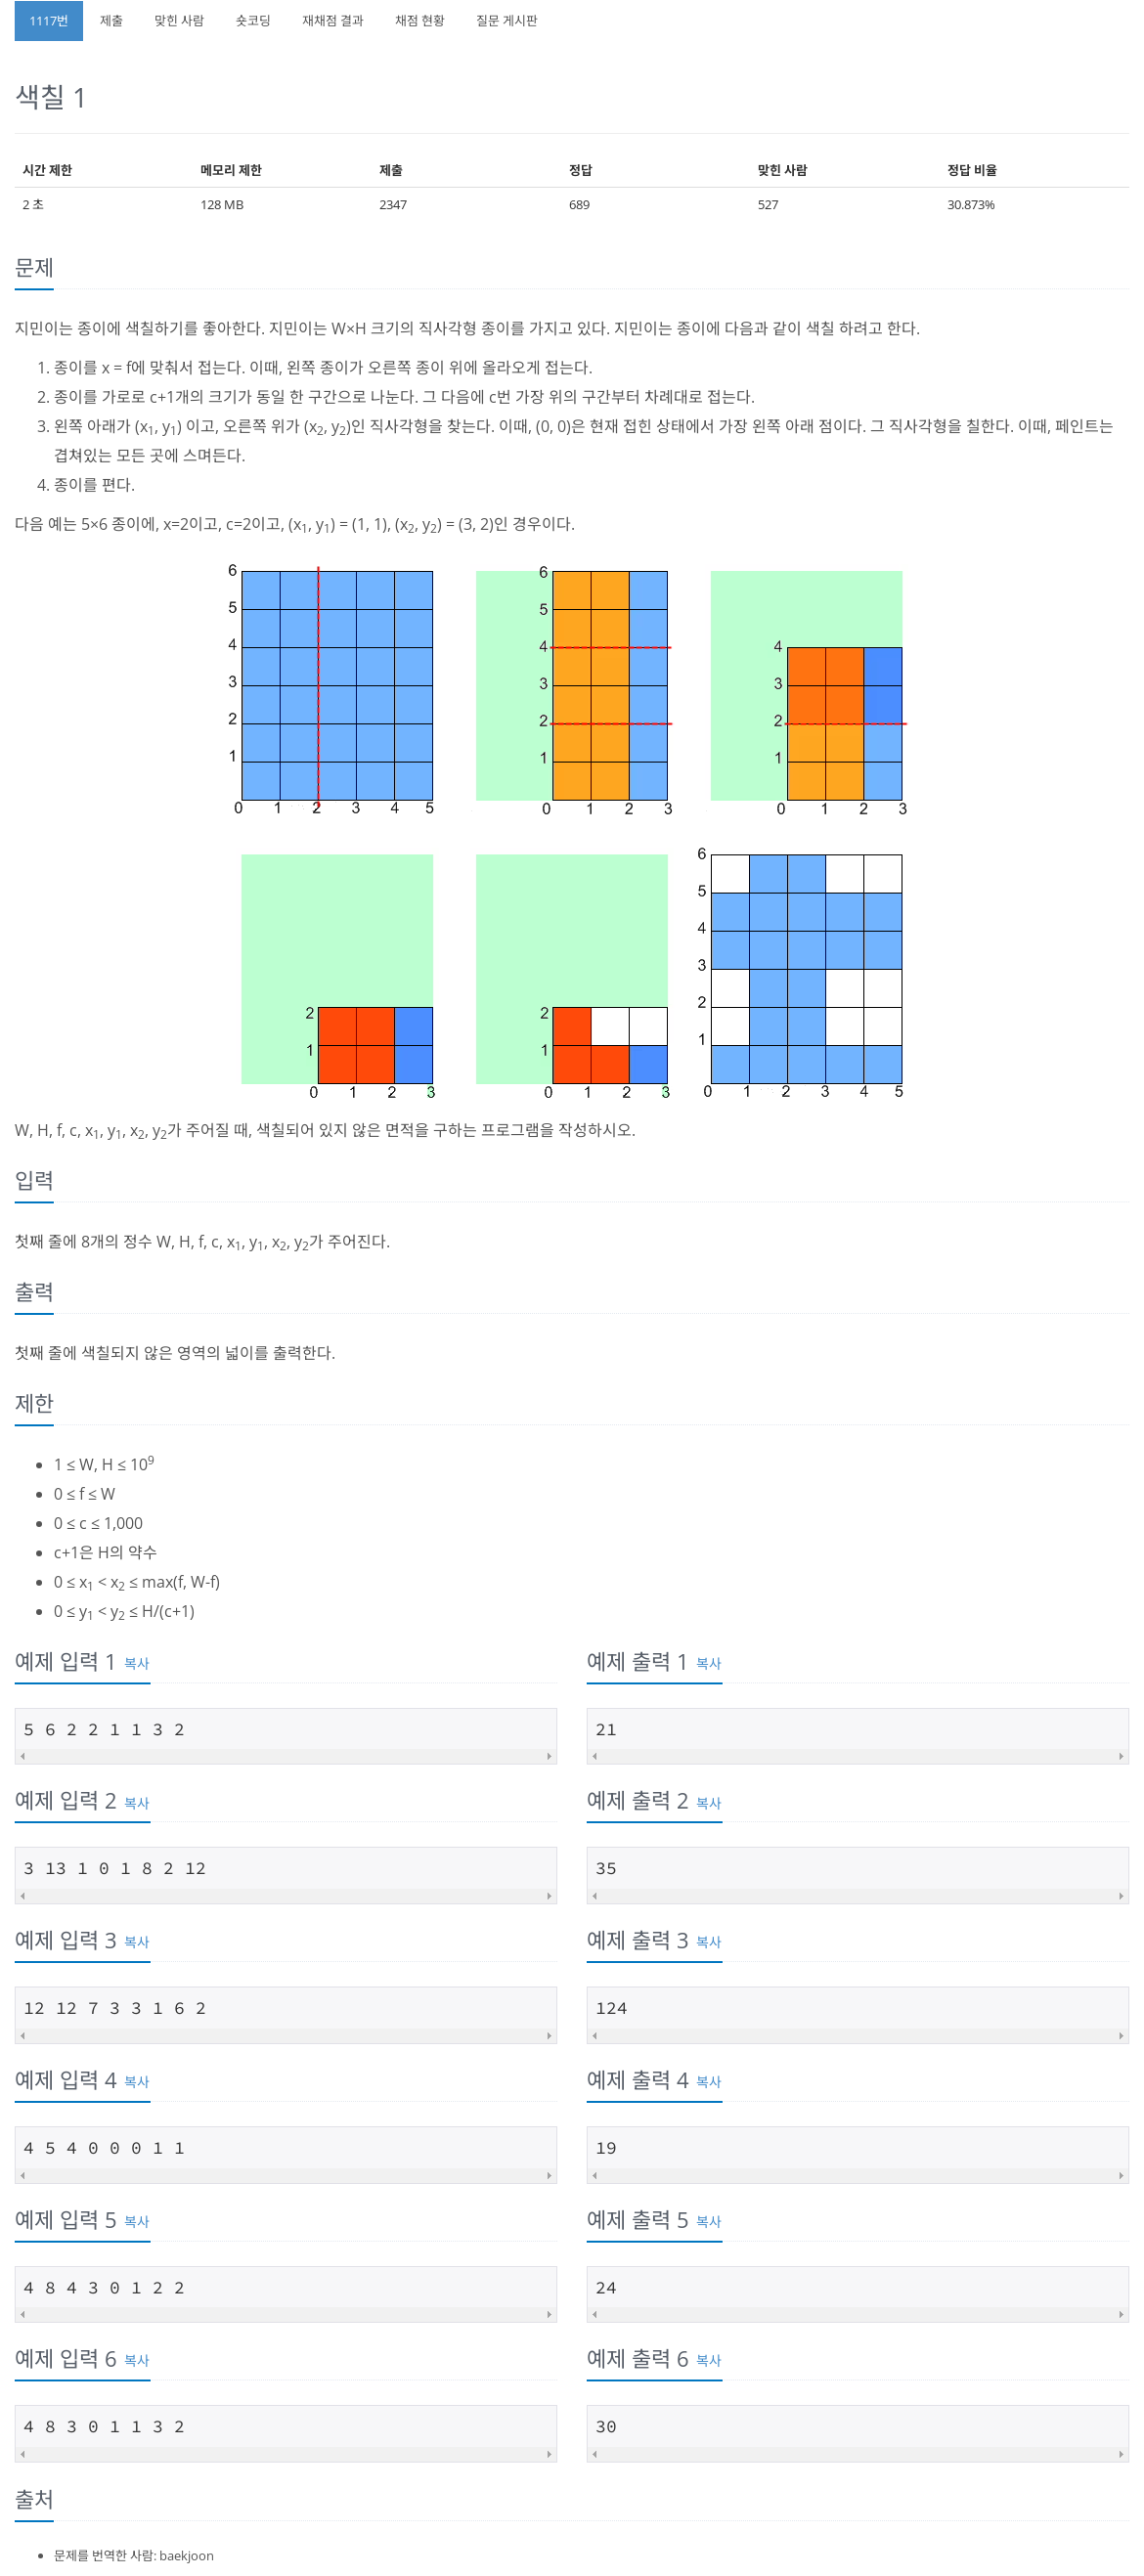 1117번 제출 맞힌 사람 숏코딩 재채점 결과 채점 현황 질문 게시판
색칠 1
시간 제한 메모리 제한 제출 정답 맞힌 사람 정답 비율
2 초 128 MB 2347 689 527 30.873%
문제
지민이는 종이에 색칠하기를 좋아한다. 지민이는 W×H 크기의 직사각형 종이를 가지고 있다. 지민이는 종이에 다음과 같이 색칠 하려고 한다.
1. 종이를 x = f에 맞춰서 접는다. 이때, 왼쪽 종이가 오른쪽 종이 위에 올라오게 접는다.
2. 종이를 가로로 c+1개의 크기가 동일 한 구간으로 나눈다. 그 다음에 c번 가장 위의 구간부터 차례대로 접는다.
3. 왼쪽 아래가 (x1, y1) 이고, 오른쪽 위가 (x2, y2)인 직사각형을 찾는다. 이때, (0, 0)은 현재 접힌 상태에서 가장 왼쪽 아래 점이다. 그 직사각형을 칠한다. 이때, 페인트는
겹쳐있는 모든 곳에 스며든다.
4. 종이를 편다.
다음 예는 5×6 종이에, x=2이고, c=2이고, (x1, y1) = (1, 1), (x2, y2) = (3, 2)인 경우이다.
6
5
4
3
2
1
0 1 2 3 4 5
6
5
4
3
2
1
0 1 2 3
4
3
2
1
0 1 2 3
2
1
0 1 2 3
2
1
0 1 2 3
6
5
4
3
2
1
0 1 2 3 4 5
W, H, f, c, x1, y1, x2, y2가 주어질 때, 색칠되어 있지 않은 면적을 구하는 프로그램을 작성하시오.
입력
첫째 줄에 8개의 정수 W, H, f, c, x1, y1, x2, y2가 주어진다.
출력
첫째 줄에 색칠되지 않은 영역의 넓이를 출력한다.
제한
• 1 ≤ W, H ≤ 10^9
• 0 ≤ f ≤ W
• 0 ≤ c ≤ 1,000
• c+1은 H의 약수
• 0 ≤ x1 < x2 ≤ max(f, W-f)
• 0 ≤ y1 < y2 ≤ H/(c+1)
예제 입력 1 복사 예제 출력 1 복사
5 6 2 2 1 1 3 2 21
예제 입력 2 복사 예제 출력 2 복사
3 13 1 0 1 8 2 12 35
예제 입력 3 복사 예제 출력 3 복사
12 12 7 3 3 1 6 2 124
예제 입력 4 복사 예제 출력 4 복사
4 5 4 0 0 0 1 1 19
예제 입력 5 복사 예제 출력 5 복사
4 8 4 3 0 1 2 2 24
예제 입력 6 복사 예제 출력 6 복사
4 8 3 0 1 1 3 2 30
출처
• 문제를 번역한 사람: baekjoon